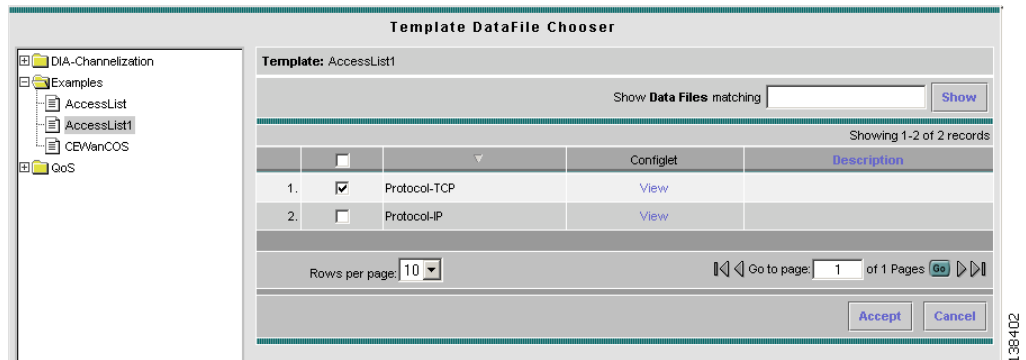 Template DataFile Chooser
DIA-Channelization
Examples
AccessList
AccessList1
CEWanCOS
QoS
Template: AccessList1
Show Data Files matching
Show
Showing 1-2 of 2 records
Configlet Description
1. Protocol-TCP View
2. Protocol-IP View
Rows per page: 10 Go to page: 1 of 1 Pages Go
Accept Cancel
138402